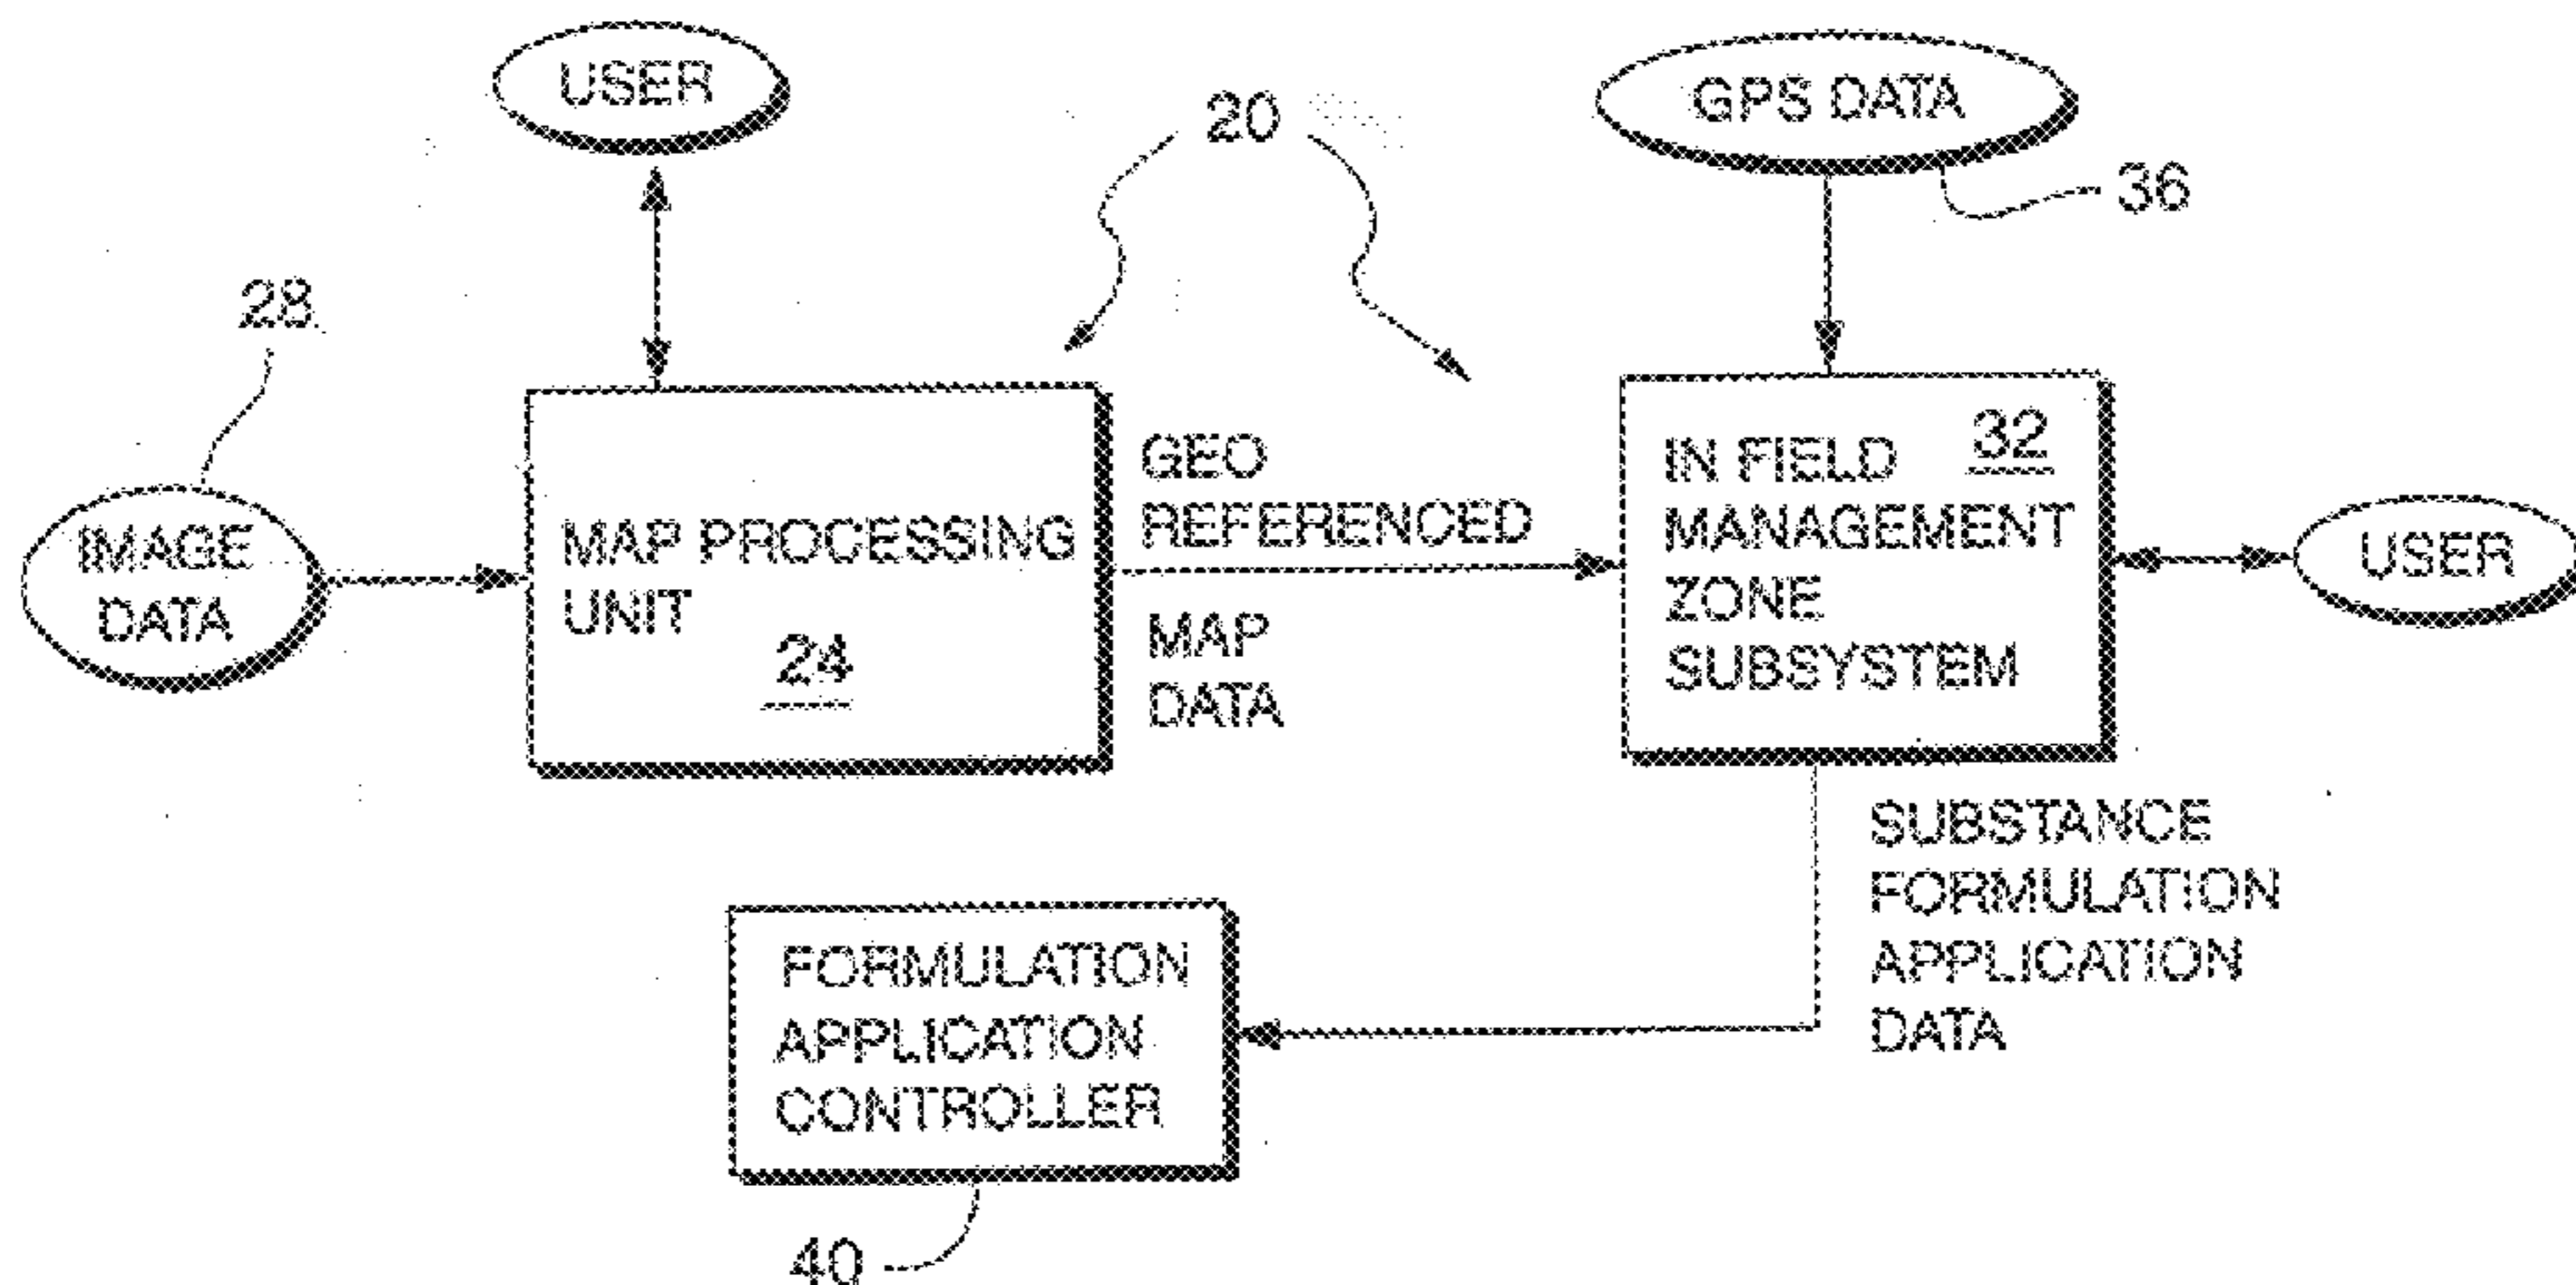 USER
GPS DATA
20
36
28
IMAGE
DATA
MAP PROCESSING
UNIT
24
GEO
REFERENCED
MAP
DATA
IN FIELD
32
MANAGEMENT
ZONE
SUBSYSTEM
USER
SUBSTANCE
FORMULATION
APPLICATION
DATA
FORMULATION
APPLICATION
CONTROLLER
40